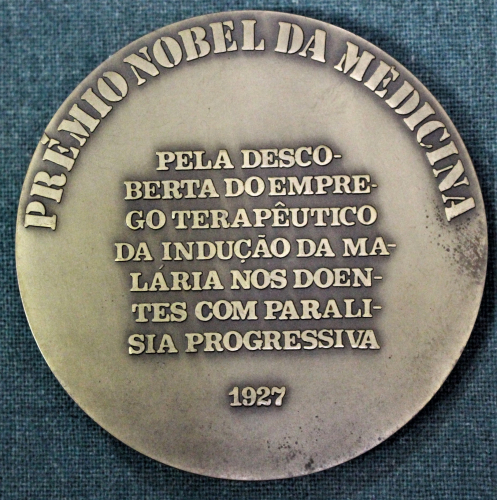 PRÉMIO NOBEL DA MEDICINA
PELA DESCO-
BERTA DO EMPRE-
GO TERAPÊUTICO
DA INDUÇÃO DA MA-
LÁRIA NOS DOEN-
TES COM PARALI-
SIA PROGRESSIVA
1927